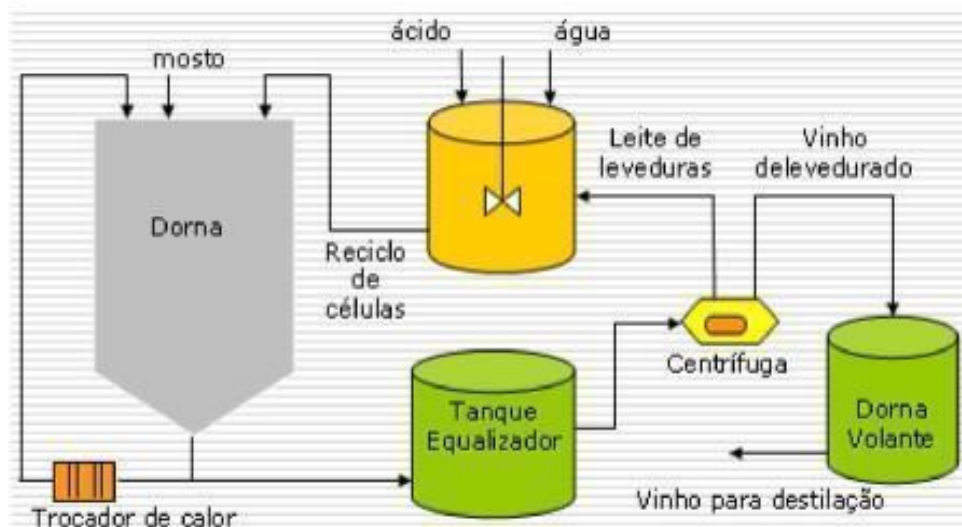 ácido
água
mosto
Leite de
leveduras
Vinho
delevedurado
Dorna
Reciclo
de
células
Centrífuga
Tanque
Equalizador
Dorna
Volante
Vinho para destilação
Trocador de calor